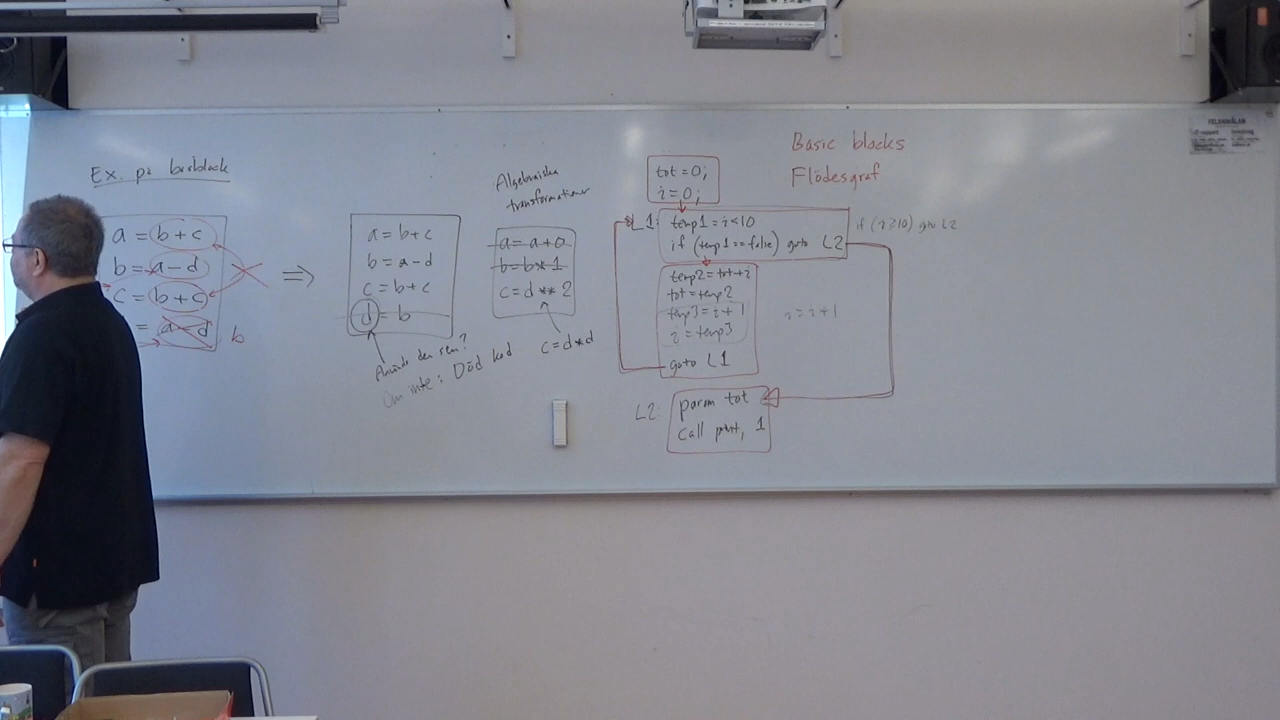 Ex. på basblock
a = b+c
b = a-d
c = b+c
= a-d
b
⇒
a = b+c
b = a-d
c = b+c
d = b
Används den sen?
Om inte: Död kod
Algebraiska
transformationer
a = a+0
b = b*1
c = d ** 2
c = d*d
Basic blocks
Flödesgraf
tot = 0;
i = 0;
L1: temp1 = i<10
if (temp1 == false) goto L2
if (i≥10) goto L2
temp2 = tot+i
tot = temp2
temp3 = i + 1
i = temp3
i = i+1
goto L1
L2: param tot
call print, 1
FELANMÄLAN